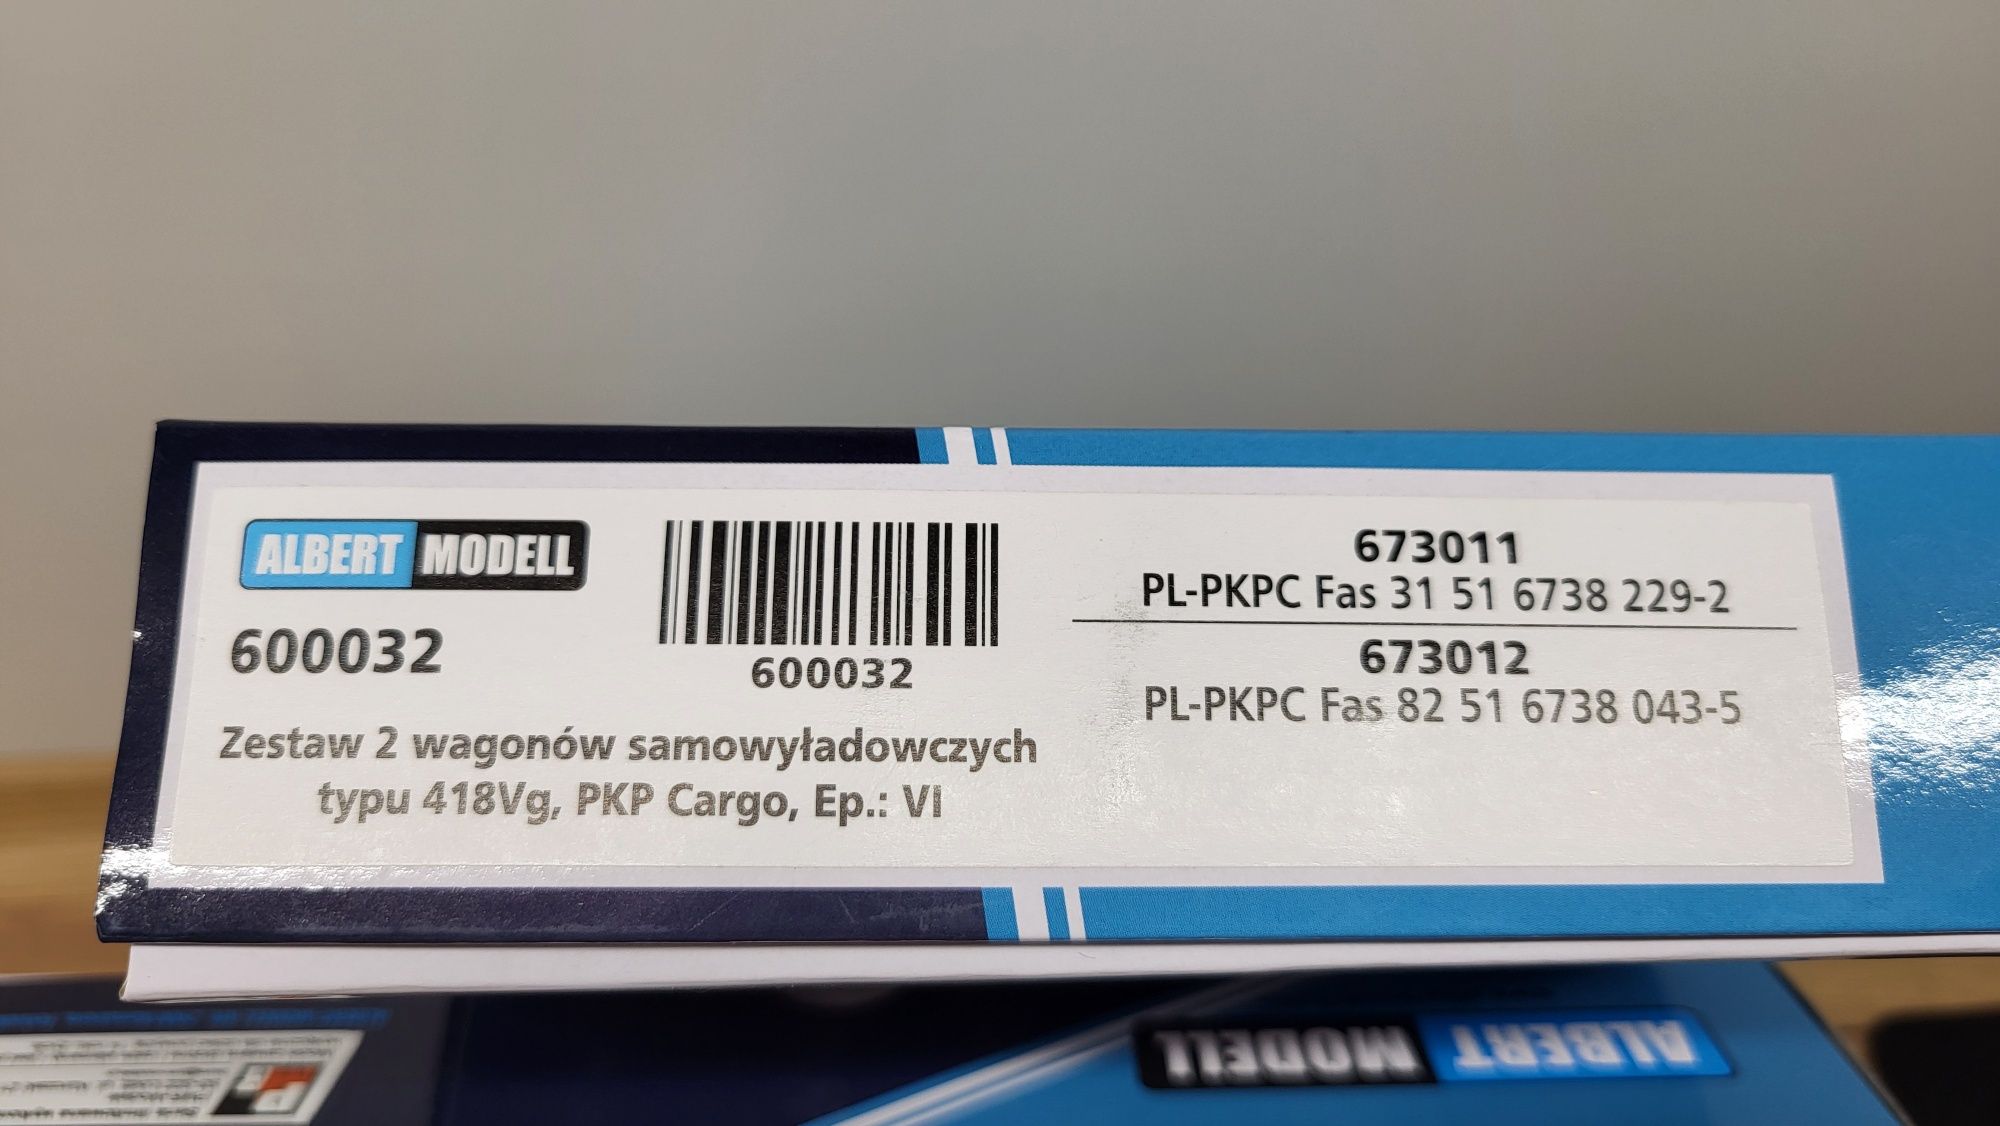 ALBERT MODELL
600032
600032
Zestaw 2 wagonów samowyładowczych
typu 418Vg, PKP Cargo, Ep.: VI
673011
PL-PKPC Fas 31 51 6738 229-2
673012
PL-PKPC Fas 82 51 6738 043-5
ALBERT MODELL